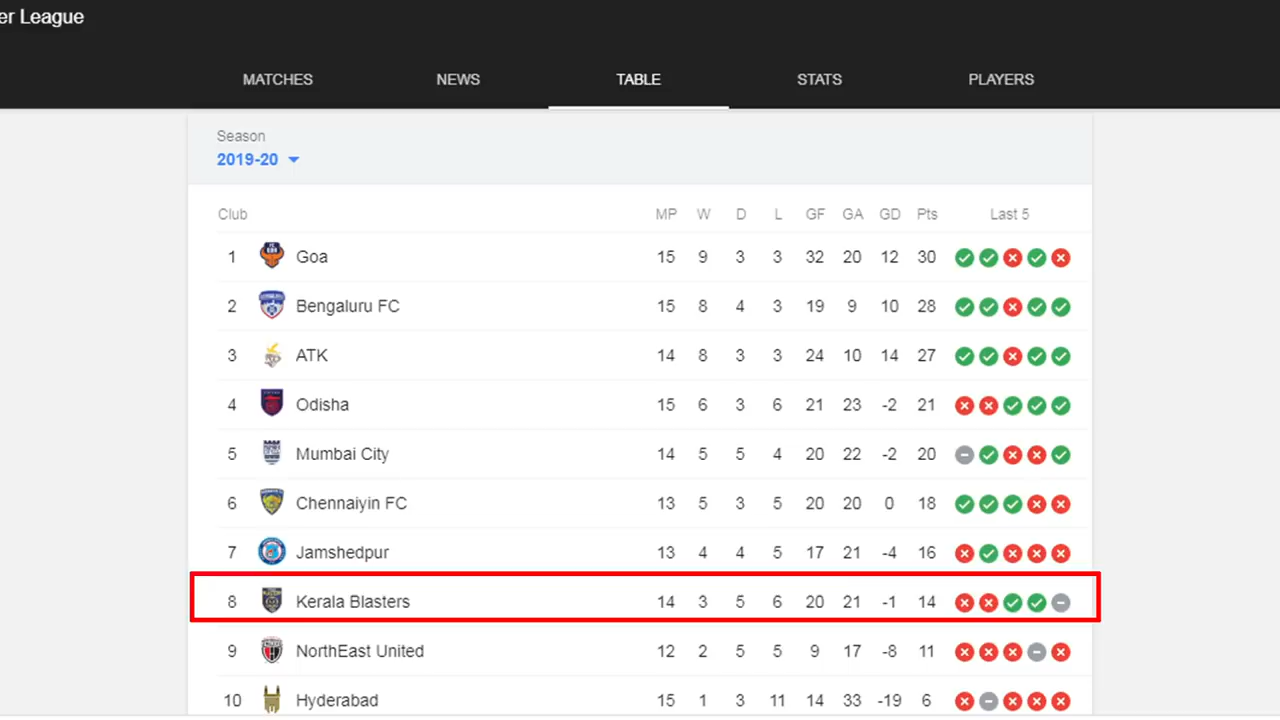 er League
MATCHES NEWS TABLE STATS PLAYERS
Season
2019-20
Club MP W D L GF GA GD Pts Last 5
1 Goa 15 9 3 3 32 20 12 30
2 Bengaluru FC 15 8 4 3 19 9 10 28
3 ATK 14 8 3 3 24 10 14 27
4 Odisha 15 6 3 6 21 23 -2 21
5 Mumbai City 14 5 5 4 20 22 -2 20
6 Chennaiyin FC 13 5 3 5 20 20 0 18
7 Jamshedpur 13 4 4 5 17 21 -4 16
8 Kerala Blasters 14 3 5 6 20 21 -1 14
9 NorthEast United 12 2 5 5 9 17 -8 11
10 Hyderabad 15 1 3 11 14 33 -19 6